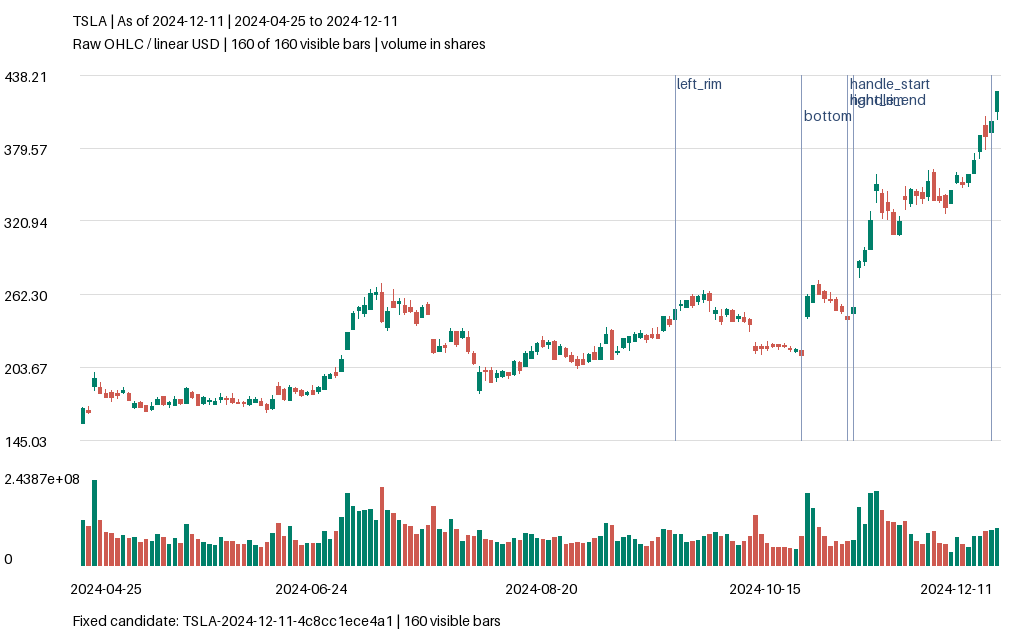 TSLA | As of 2024-12-11 | 2024-04-25 to 2024-12-11
Raw OHLC / linear USD | 160 of 160 visible bars | volume in shares
438.21
left_rim
handle_start
bottom
379.57
320.94
262.30
203.67
145.03
2.4387e+08
0
2024-04-25
2024-06-24
2024-08-20
2024-10-15
2024-12-11
Fixed candidate: TSLA-2024-12-11-4c8cc1ece4a1 | 160 visible bars